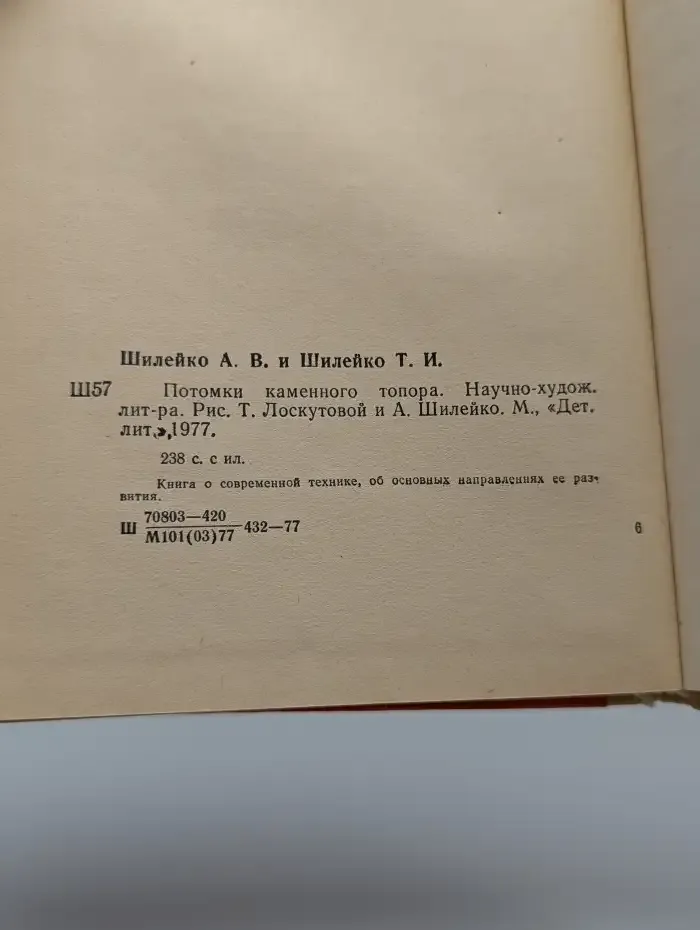 Шилейко А. В. и Шилейко Т. И.
Ш57 Потомки каменного топора. Научно-худож.
лит-ра. Рис. Т. Лоскутовой и А. Шилейко. М., «Дет.
лит.», 1977.
238 с. с ил.
Книга о современной технике, об основных направлениях ее раз-
вития.
70803—420
Ш 432—77
М101(03)77
6